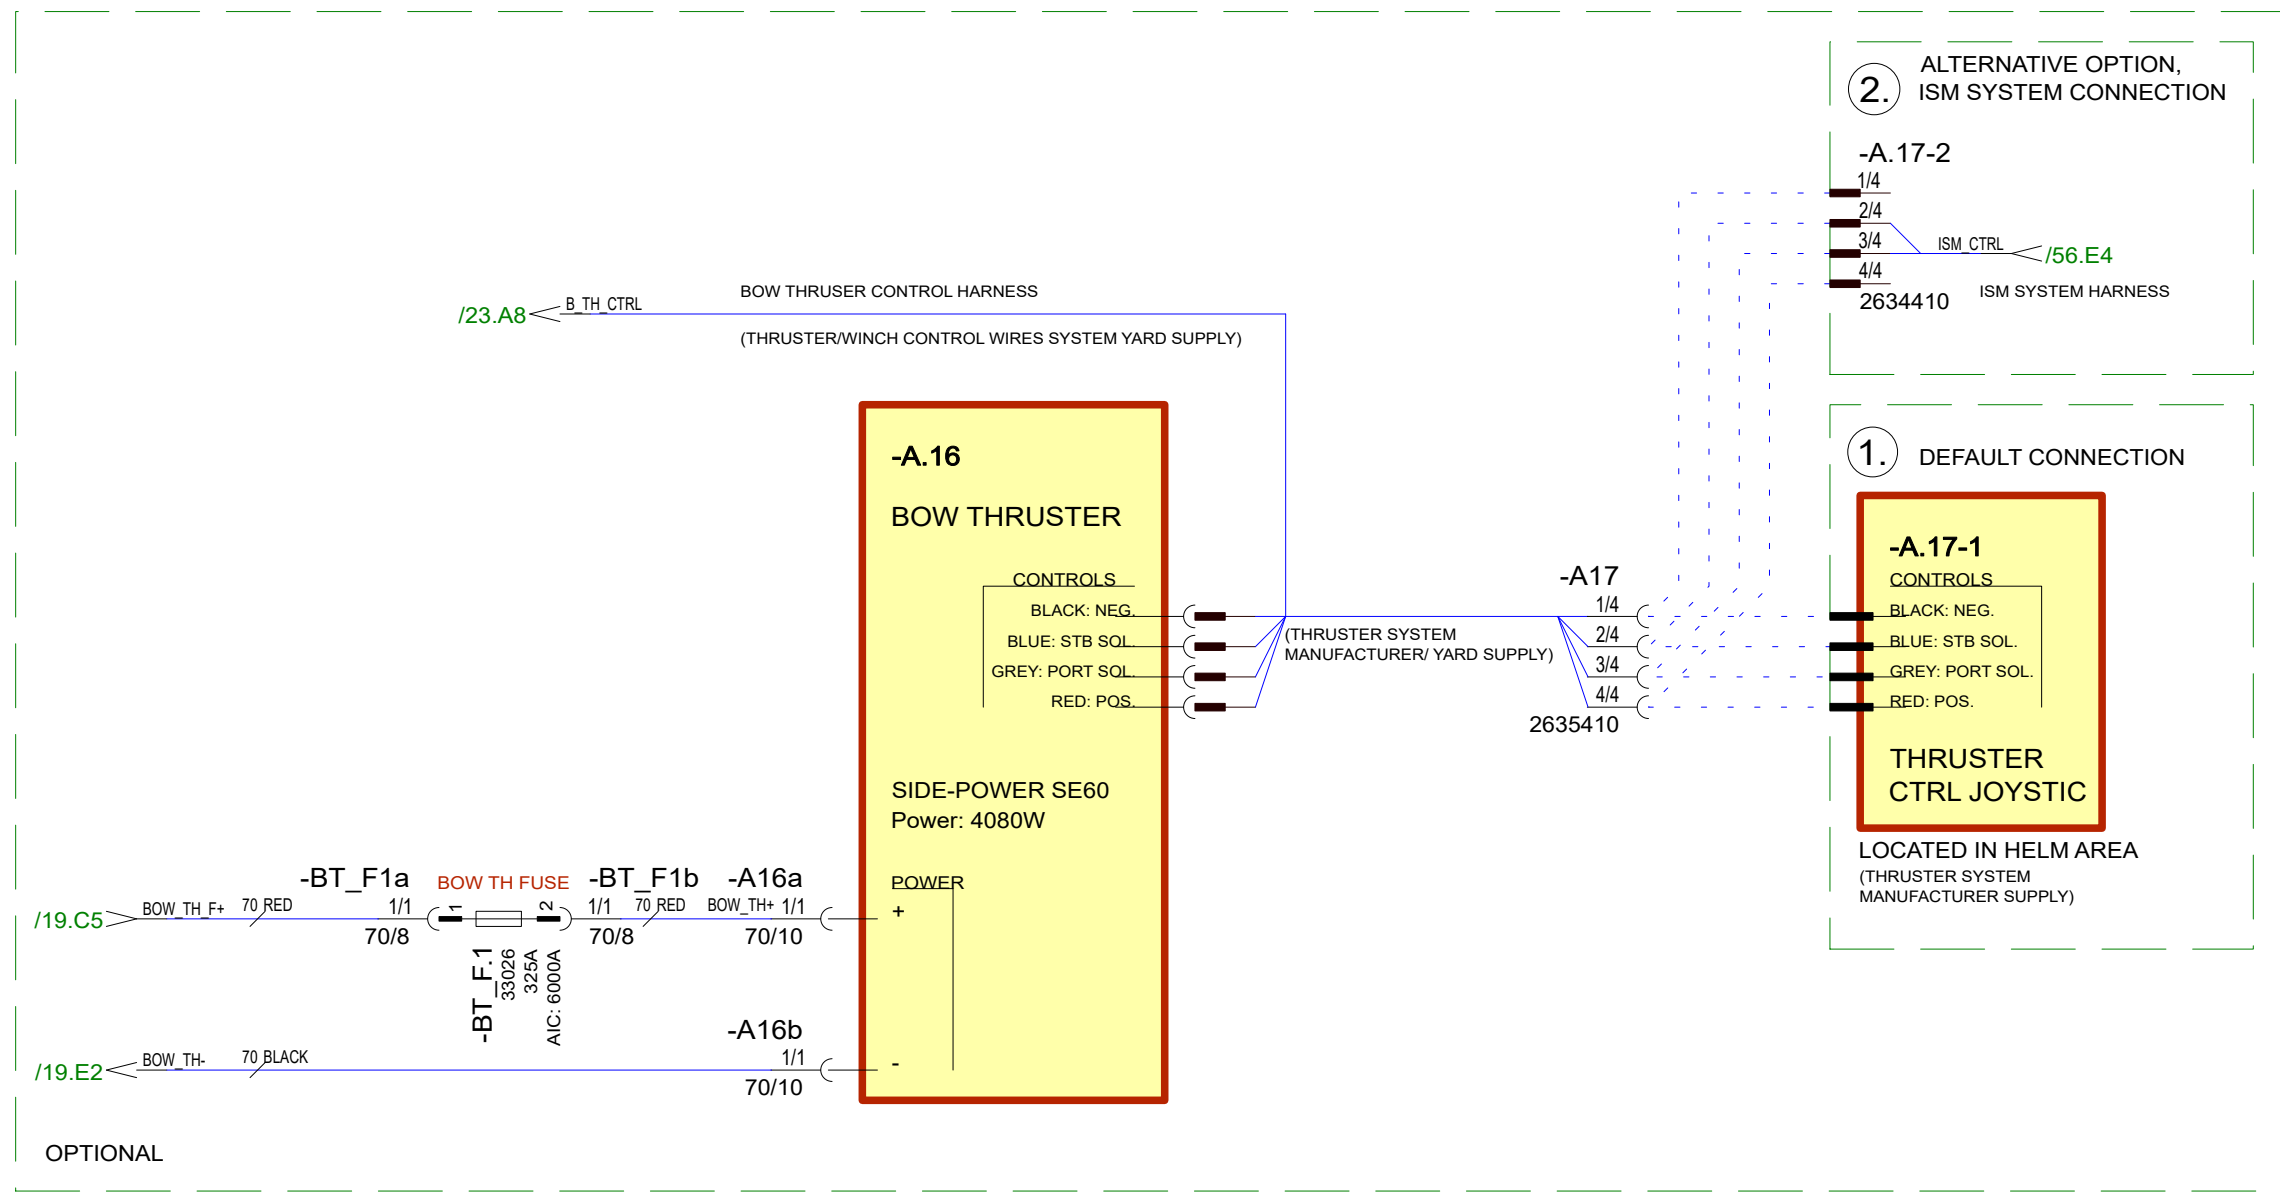 2.
ALTERNATIVE OPTION,
ISM SYSTEM CONNECTION
-A.17-2
1/4
2/4
3/4
ISM_CTRL
/56.E4
4/4
2634410
ISM SYSTEM HARNESS
BOW THRUSER CONTROL HARNESS
/23.A8
B_TH_CTRL
(THRUSTER/WINCH CONTROL WIRES SYSTEM YARD SUPPLY)
-A.16
BOW THRUSTER
CONTROLS
BLACK: NEG.
BLUE: STB SOL.
GREY: PORT SOL.
RED: POS.
SIDE-POWER SE60
Power: 4080W
POWER
+
-
(THRUSTER SYSTEM
MANUFACTURER/ YARD SUPPLY)
-A17
1/4
2/4
3/4
4/4
2635410
1.
DEFAULT CONNECTION
-A.17-1
CONTROLS
BLACK: NEG.
BLUE: STB SOL.
GREY: PORT SOL.
RED: POS.
THRUSTER
CTRL JOYSTIC
LOCATED IN HELM AREA
(THRUSTER SYSTEM
MANUFACTURER SUPPLY)
/19.C5
BOW_TH_F+
70 RED
-BT_F1a
1/1
70/8
BOW TH FUSE
1
2
-BT_F.1
33026
325A
AIC: 6000A
-BT_F1b
1/1
70/8
70 RED
BOW_TH+
-A16a
1/1
70/10
/19.E2
BOW_TH-
70 BLACK
-A16b
1/1
70/10
OPTIONAL